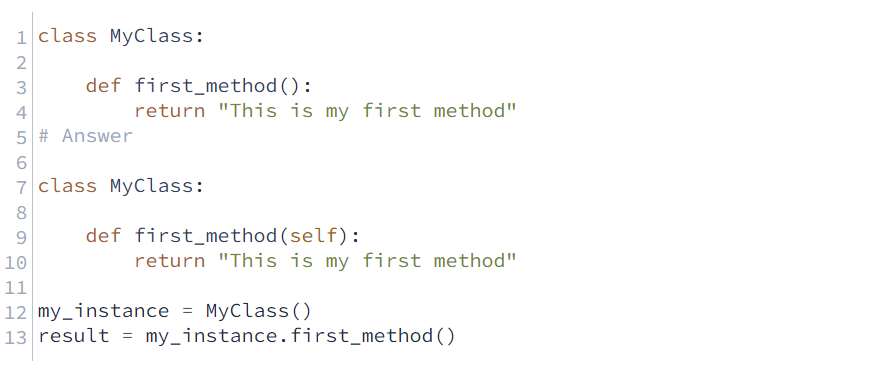 1 class MyClass:
2
3     def first_method():
4         return "This is my first method"
5 # Answer
6
7 class MyClass:
8
9     def first_method(self):
10         return "This is my first method"
11
12 my_instance = MyClass()
13 result = my_instance.first_method()